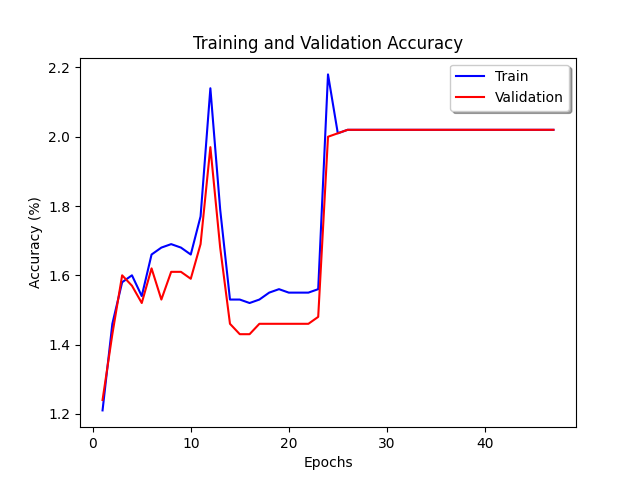 Training and Validation Accuracy
Train
Validation
2.2
2.0
1.8
1.6
1.4
1.2
Accuracy (%)
0 10 20 30 40
Epochs